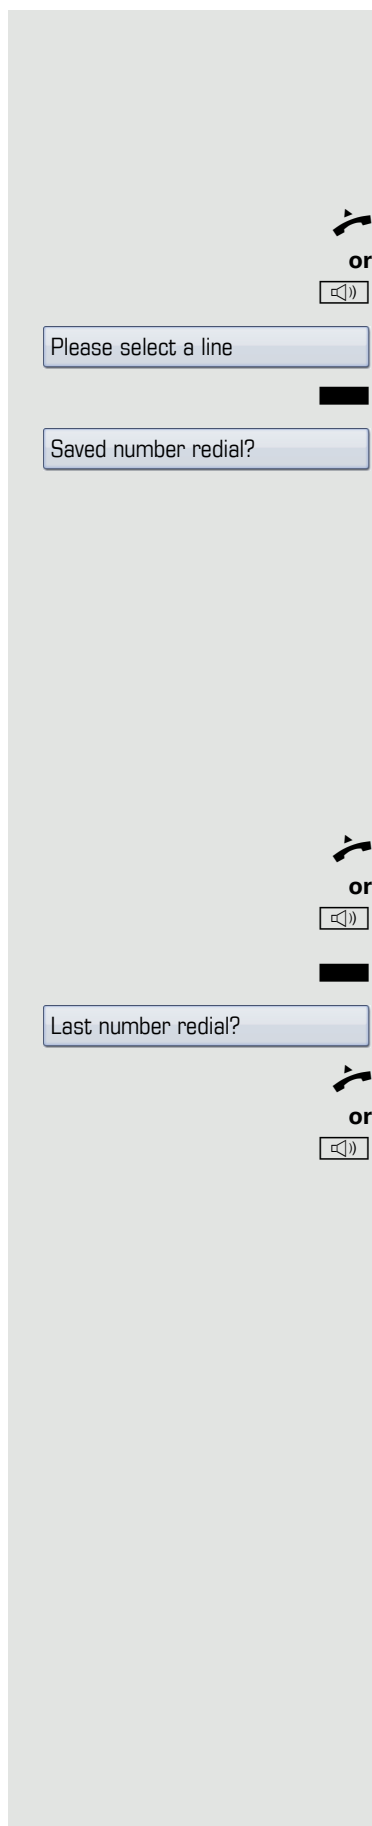 or
Please select a line
Saved number redial?
or
Last number redial?
or